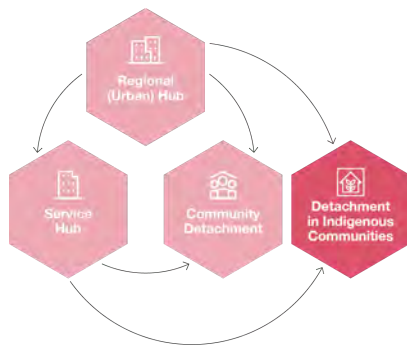 Regional
(Urban) Hub
Service
Hub
Community
Detachment
Detachment
in Indigenous
Communities